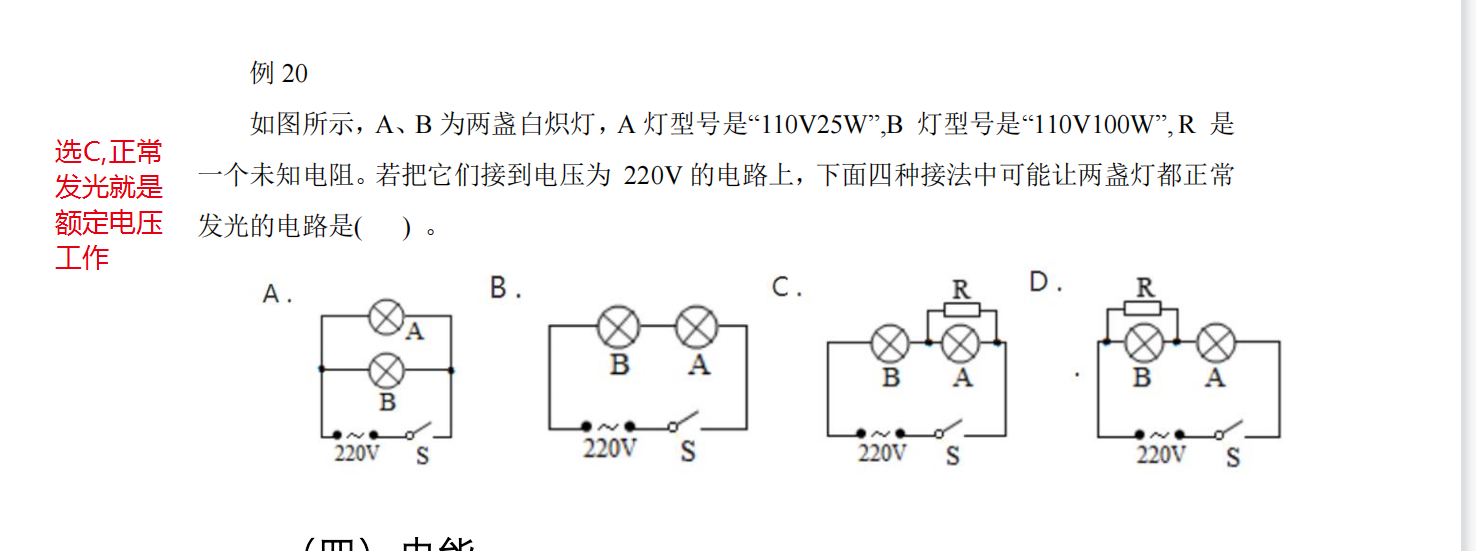 例 20
如图所示，A、B 为两盏白炽灯，A 灯型号是“110V25W”,B 灯型号是“110V100W”, R 是
一个未知电阻。若把它们接到电压为 220V 的电路上，下面四种接法中可能让两盏灯都正常
发光的电路是( ) 。
选C,正常
发光就是
额定电压
工作
A .
A
B
220V S
B .
B A
220V S
C .
R
B A
220V S
D .
R
B A
220V S